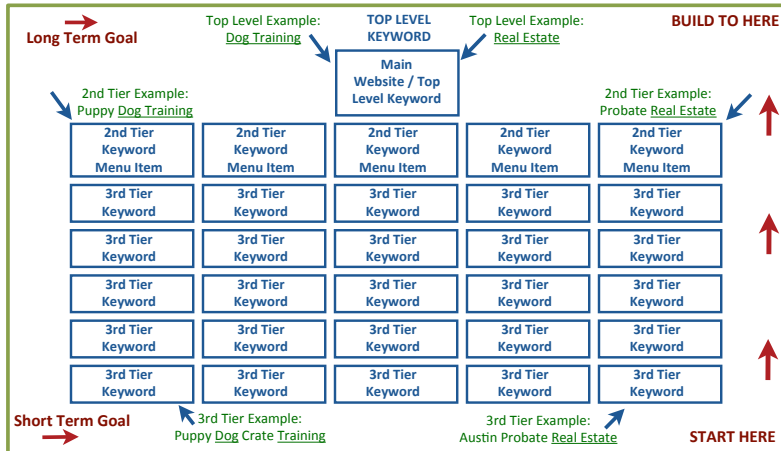 Long Term Goal
Top Level Example:
Dog Training
TOP LEVEL
KEYWORD
Top Level Example:
Real Estate
BUILD TO HERE
Main
Website / Top
Level Keyword
2nd Tier Example:
Puppy Dog Training
2nd Tier Example:
Probate Real Estate
2nd Tier
Keyword
Menu Item
2nd Tier
Keyword
Menu Item
2nd Tier
Keyword
Menu Item
2nd Tier
Keyword
Menu Item
2nd Tier
Keyword
Menu Item
3rd Tier
Keyword
3rd Tier
Keyword
3rd Tier
Keyword
3rd Tier
Keyword
3rd Tier
Keyword
3rd Tier
Keyword
3rd Tier
Keyword
3rd Tier
Keyword
3rd Tier
Keyword
3rd Tier
Keyword
3rd Tier
Keyword
3rd Tier
Keyword
3rd Tier
Keyword
3rd Tier
Keyword
3rd Tier
Keyword
3rd Tier
Keyword
3rd Tier
Keyword
3rd Tier
Keyword
3rd Tier
Keyword
3rd Tier
Keyword
3rd Tier
Keyword
3rd Tier
Keyword
3rd Tier
Keyword
3rd Tier
Keyword
3rd Tier
Keyword
Short Term Goal
3rd Tier Example:
Puppy Dog Crate Training
3rd Tier Example:
Austin Probate Real Estate
START HERE